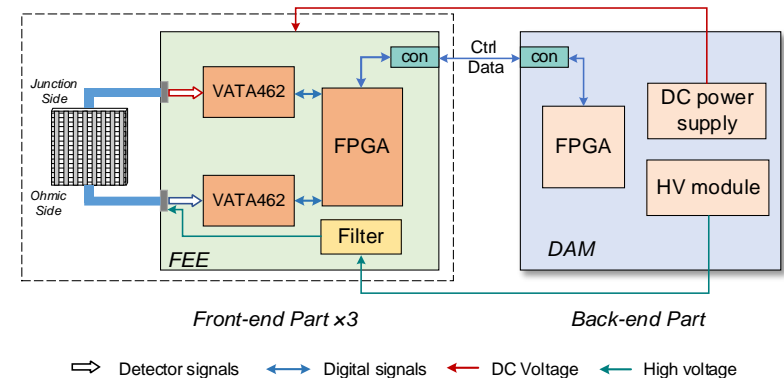 Junction
Side
Ohmic
Side
VATA462
VATA462
FPGA
con
Filter
FEE
Ctrl
Data
con
FPGA
DC power
supply
HV module
DAM
Front-end Part ×3
Back-end Part
Detector signals
Digital signals
DC Voltage
High voltage